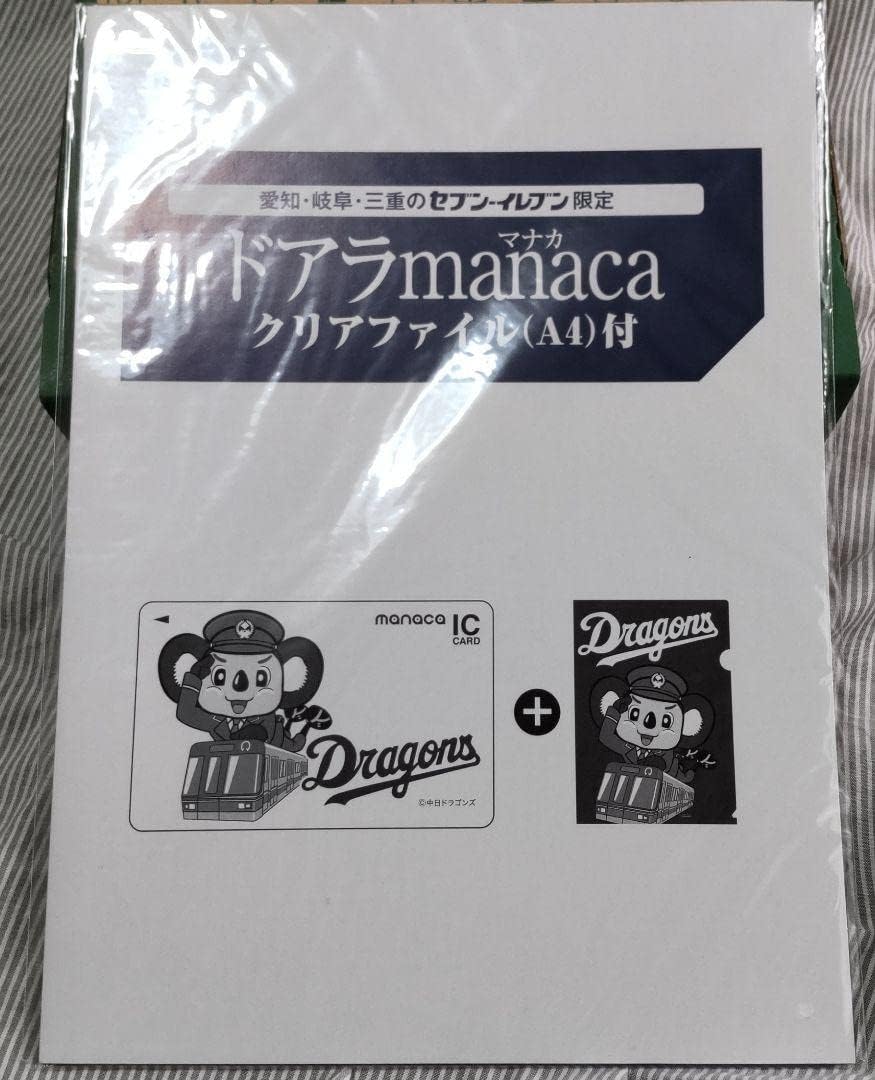 愛知・岐阜・三重のセブン-イレブン限定
マナカ
ドアラmanaca
クリアファイル(A4)付
manaca IC
CARD
Dragons
©中日ドラゴンズ
+
Dragons